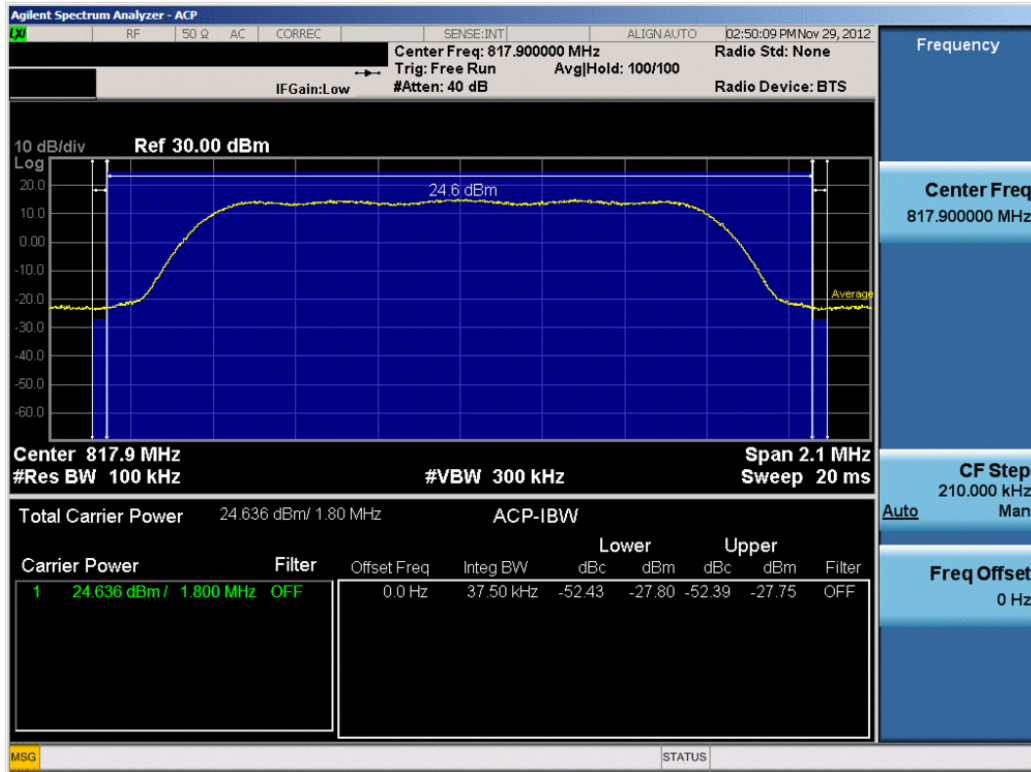 Agilent Spectrum Analyzer - ACP
LXI RF 50 Ω AC CORREC SENSE:INT ALIGN AUTO 02:50:09 PM Nov 29, 2012
Center Freq: 817.900000 MHz Radio Std: None
Trig: Free Run Avg|Hold: 100/100
IFGain:Low #Atten: 40 dB Radio Device: BTS
10 dB/div Ref 30.00 dBm
Log
20.0
24.6 dBm
10.0
0.00
-10.0
-20.0
Average
-30.0
-40.0
-50.0
-60.0
Center 817.9 MHz Span 2.1 MHz
#Res BW 100 kHz #VBW 300 kHz Sweep 20 ms
Total Carrier Power 24.636 dBm/ 1.80 MHz ACP-IBW
Lower Upper
Carrier Power Filter Offset Freq Integ BW dBc dBm dBc dBm Filter
1 24.636 dBm / 1.800 MHz OFF 0.0 Hz 37.50 kHz -52.43 -27.80 -52.39 -27.75 OFF
MSG STATUS
Frequency
Center Freq
817.900000 MHz
CF Step
210.000 kHz
Auto Man
Freq Offset
0 Hz